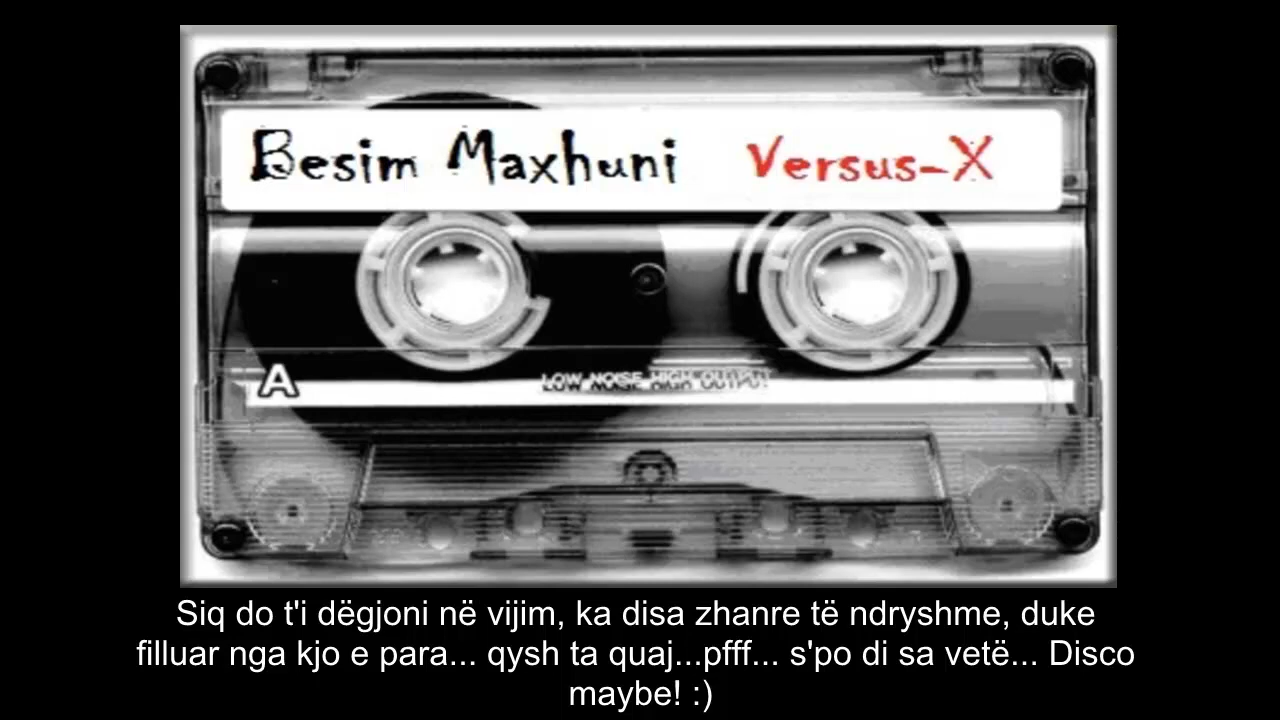 Besim Maxhuni Versus-X
A
LOW NOISE HIGH OUTPUT
Siq do t'i dëgjoni në vijim, ka disa zhanre të ndryshme, duke
filluar nga kjo e para... qysh ta quaj...pfff... s'po di sa vetë... Disco
maybe! :)